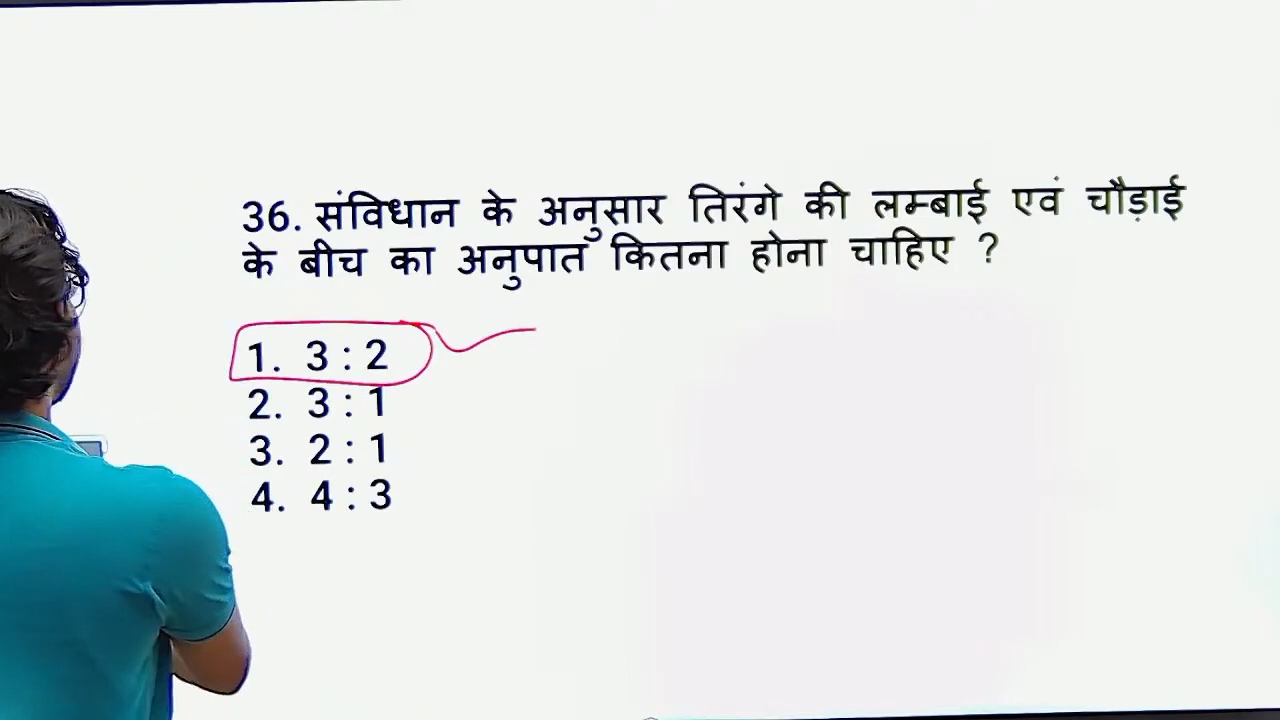 36. संविधान के अनुसार तिरंगे की लम्बाई एवं चौड़ाई
के बीच का अनुपात कितना होना चाहिए ?
1. 3 : 2
2. 3 : 1
3. 2 : 1
4. 4 : 3